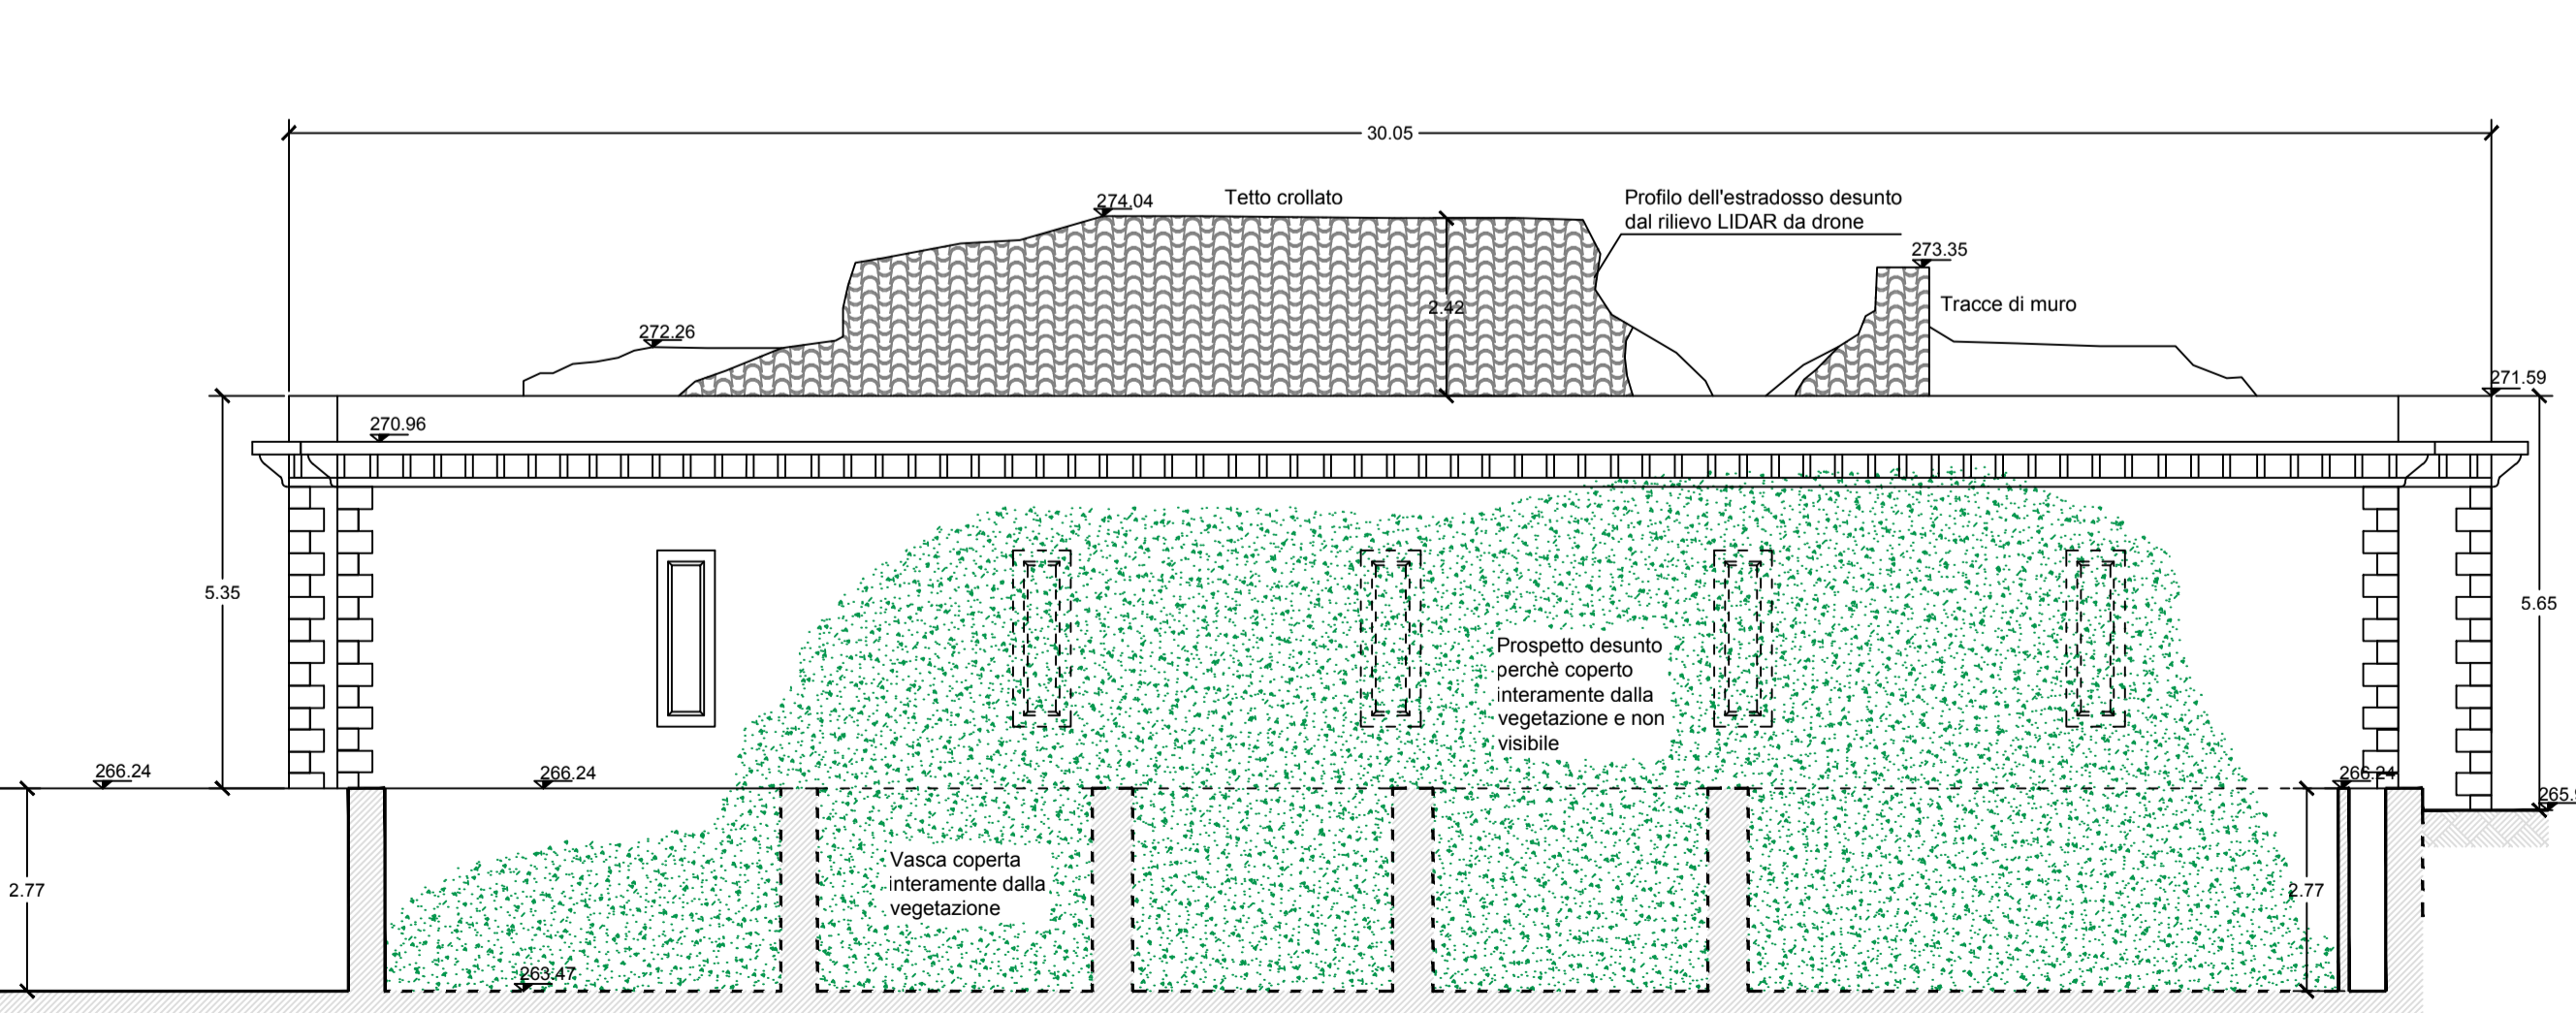 30.05
274.04
Tetto crollato
Profilo dell'estradosso desunto
dal rilievo LIDAR da drone
273.35
2.42
Tracce di muro
272.26
271.59
270.96
5.35
5.65
Prospetto desunto
perchè coperto
interamente dalla
vegetazione e non
visibile
266.24
266.24
266.24
265.9
Vasca coperta
interamente dalla
vegetazione
2.77
2.77
263.47